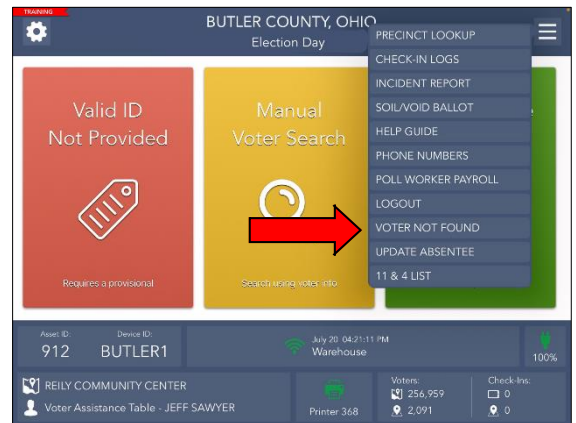 TRAINING
BUTLER COUNTY, OHIO
Election Day
PRECINCT LOOKUP
CHECK-IN LOGS
INCIDENT REPORT
SOIL/VOID BALLOT
HELP GUIDE
PHONE NUMBERS
POLL WORKER PAYROLL
LOGOUT
VOTER NOT FOUND
UPDATE ABSENTEE
11 & 4 LIST
Valid ID
Not Provided
Requires a provisional
Manual
Voter Search
Search using voter info
Asset ID:
912
Device ID:
BUTLER1
July 20 04:21:11 PM
Warehouse
100%
REILY COMMUNITY CENTER
Voter Assistance Table - JEFF SAWYER
Printer 368
Voters:
256,959
2,091
Check-Ins:
0
0